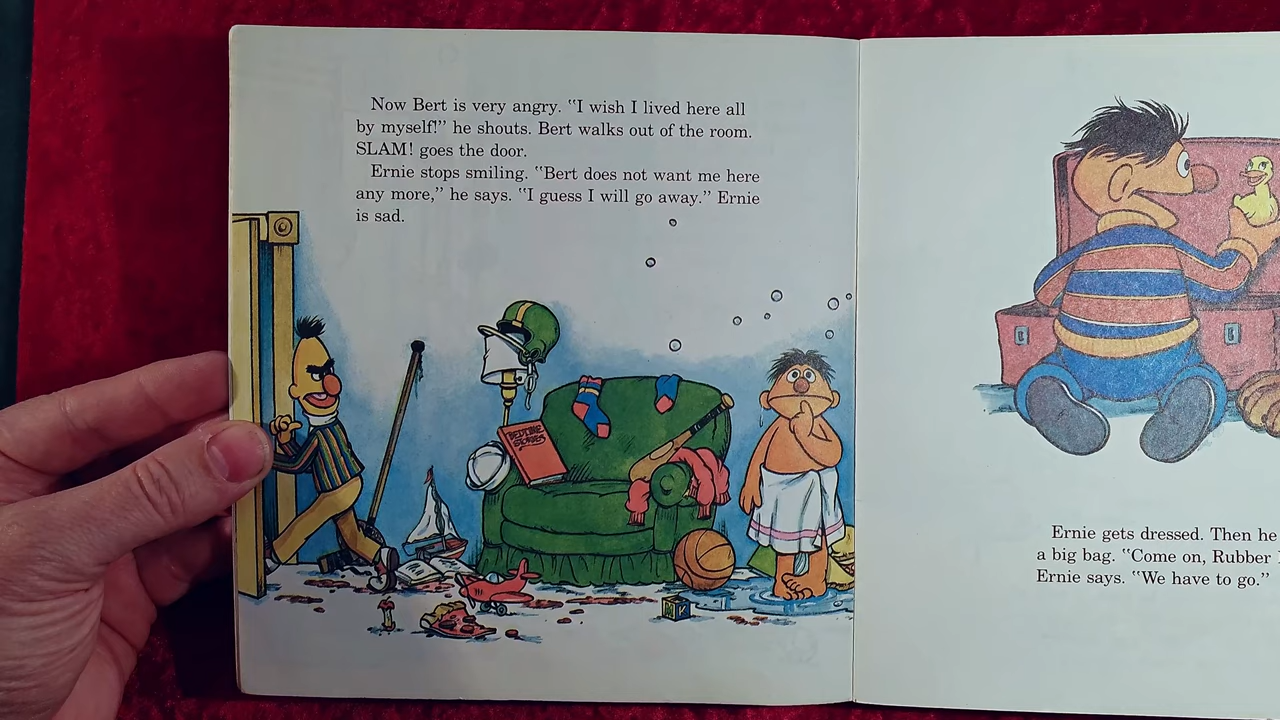 Now Bert is very angry. "I wish I lived here all
by myself!" he shouts. Bert walks out of the room.
SLAM! goes the door.
Ernie stops smiling. "Bert does not want me here
any more," he says. "I guess I will go away." Ernie
is sad.
BEDTIME
STORIES
Ernie gets dressed. Then he
a big bag. "Come on, Rubber
Ernie says. "We have to go."